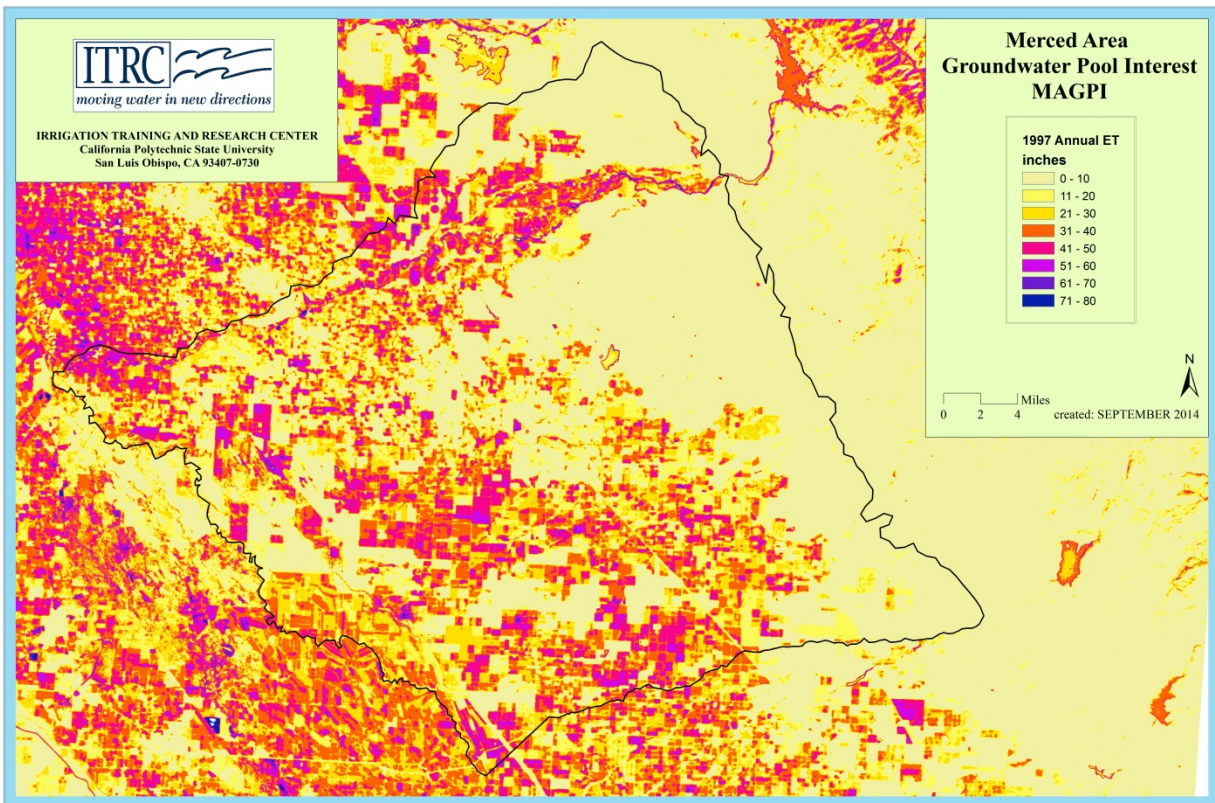 ITRC
moving water in new directions
IRRIGATION TRAINING AND RESEARCH CENTER
California Polytechnic State University
San Luis Obispo, CA 93407-0730
Merced Area
Groundwater Pool Interest
MAGPI
1997 Annual ET
inches
0 - 10
11 - 20
21 - 30
31 - 40
41 - 50
51 - 60
61 - 70
71 - 80
N
Miles
0 2 4
created: SEPTEMBER 2014